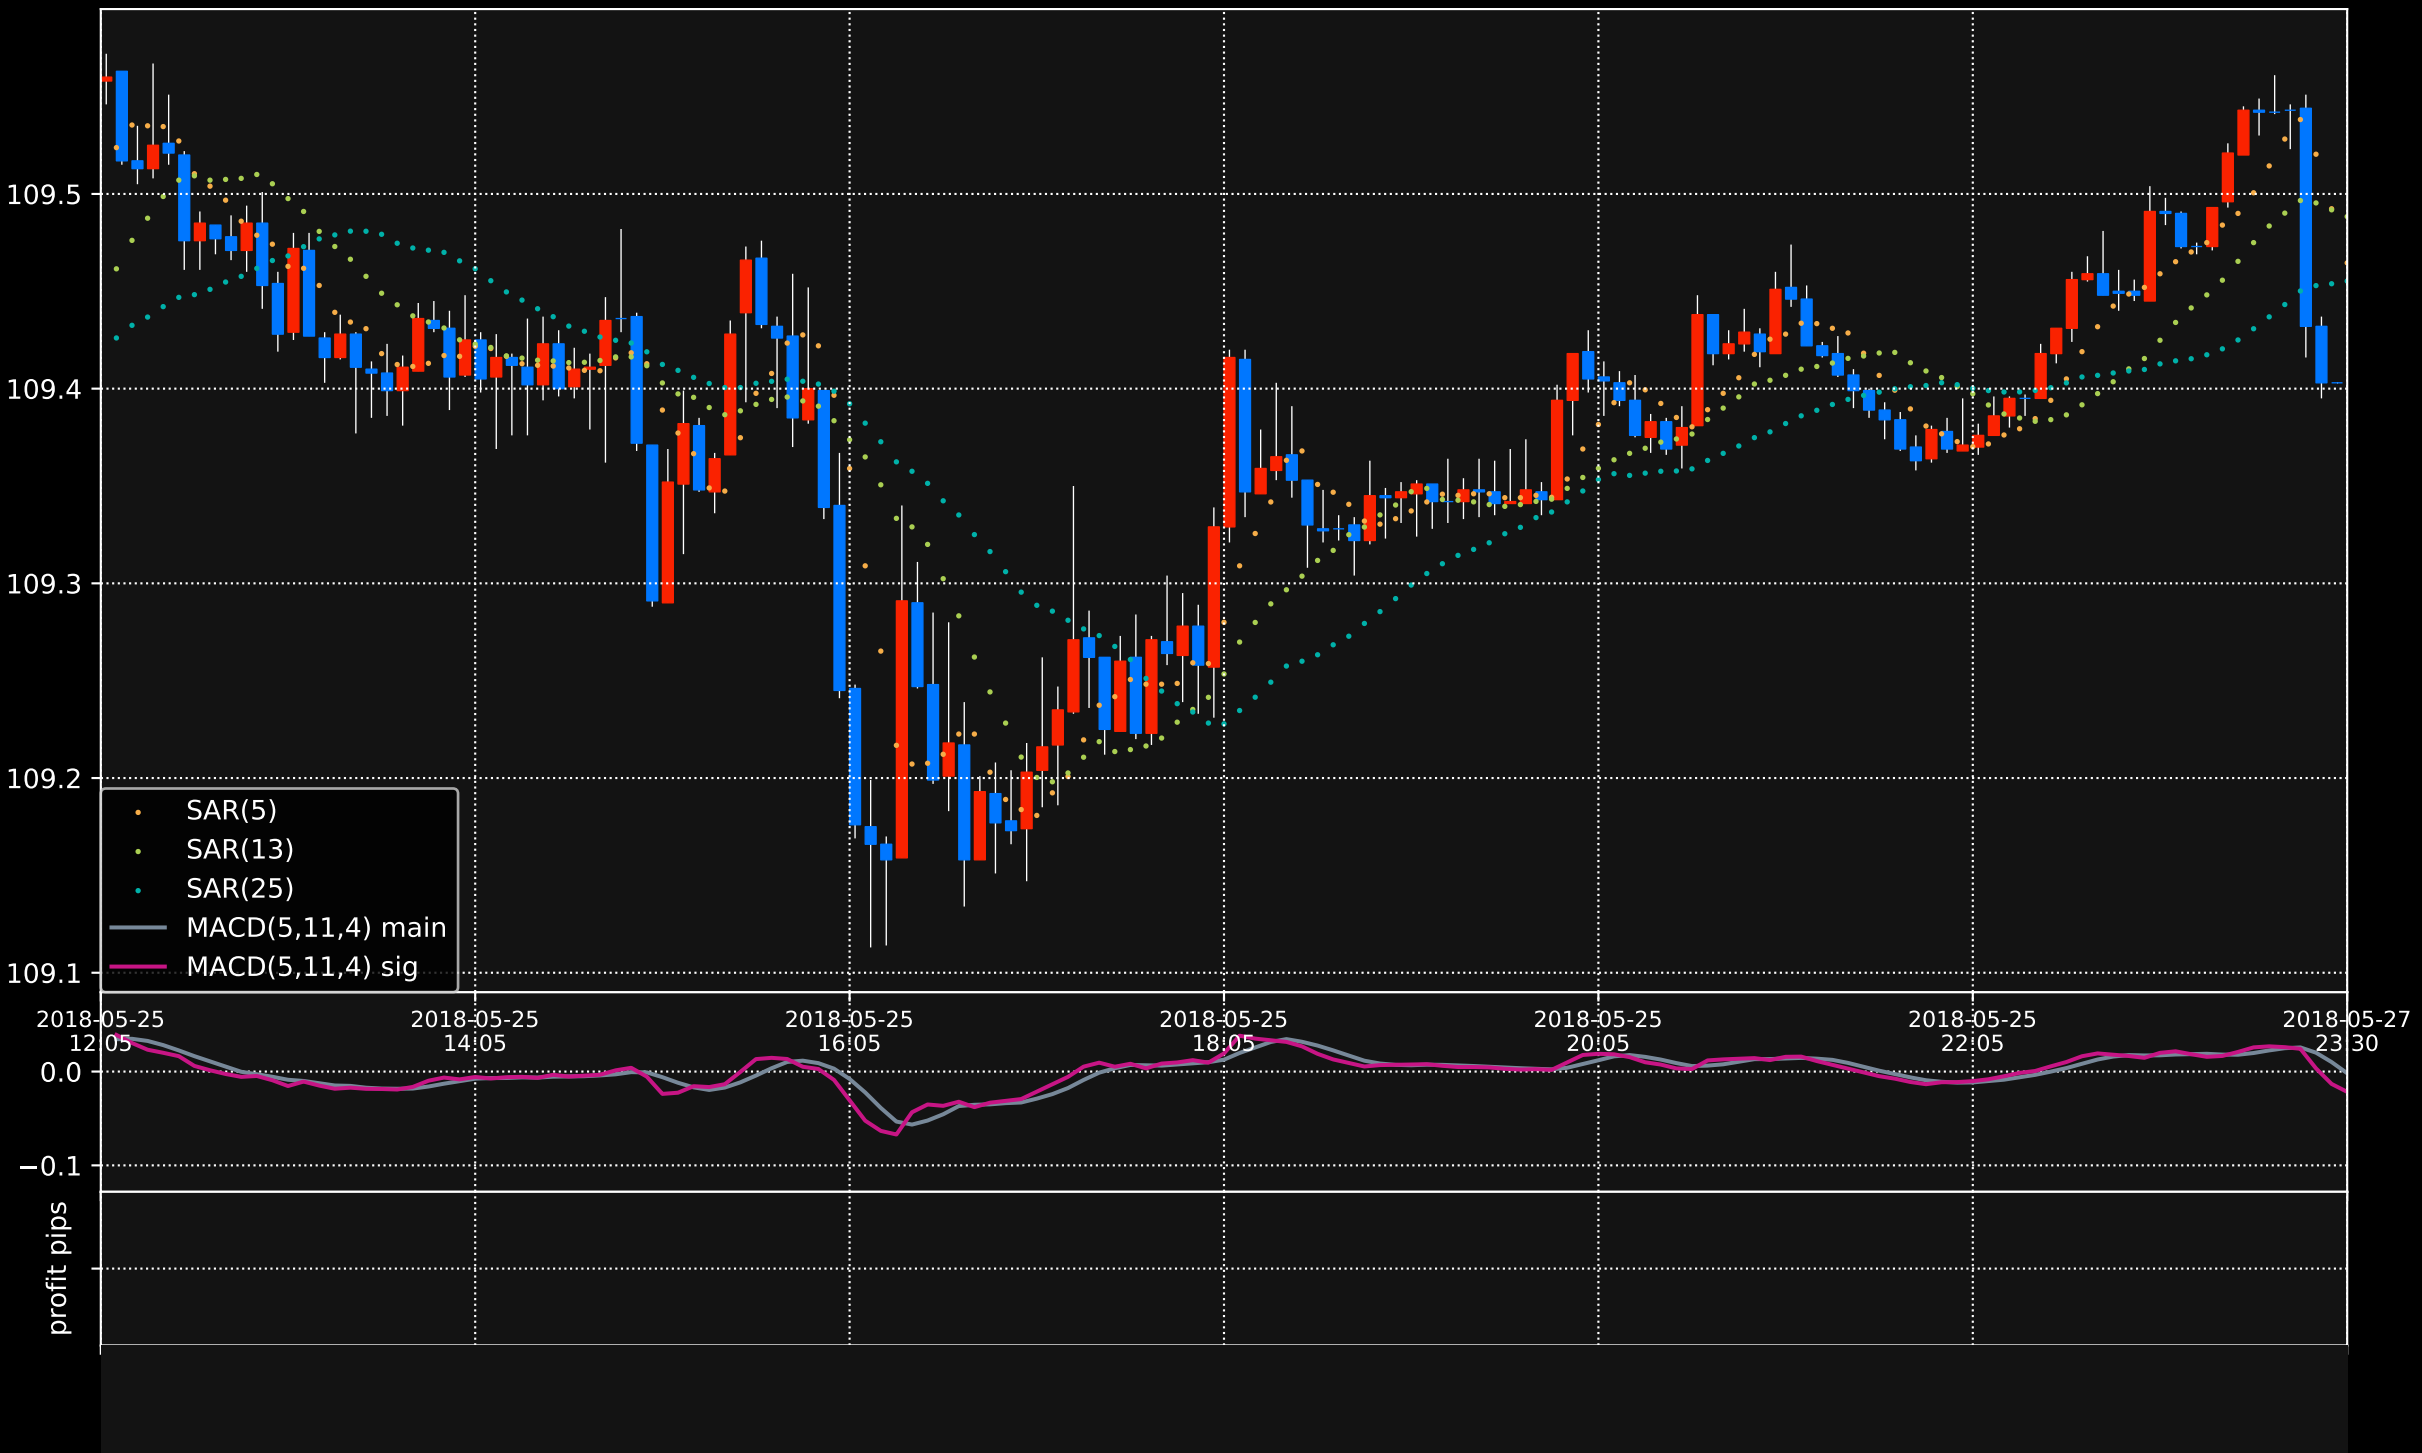 109.5
109.4
109.3
109.2
109.1
SAR(5)
SAR(13)
SAR(25)
MACD(5,11,4) main
MACD(5,11,4) sig
2018-05-25 2018-05-25 2018-05-25 2018-05-25 2018-05-25 2018-05-25 2018-05-27
12:05 14:05 16:05 18:05 20:05 22:05 23:30
0.0
−0.1
profit pips